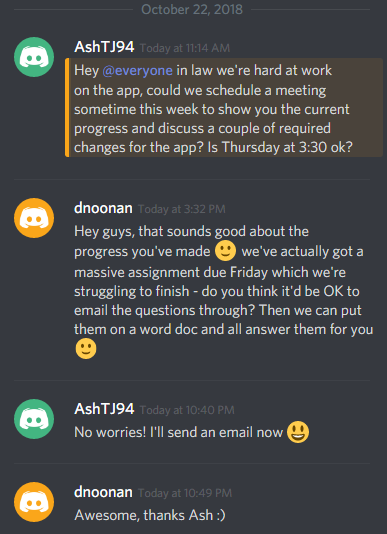 October 22, 2018
AshTJ94 Today at 11:14 AM
Hey @everyone in law we're hard at work
on the app, could we schedule a meeting
sometime this week to show you the current
progress and discuss a couple of required
changes for the app? Is Thursday at 3:30 ok?
dnoonan Today at 3:32 PM
Hey guys, that sounds good about the
progress you've made 🙂 we've actually got a
massive assignment due Friday which we're
struggling to finish - do you think it'd be OK to
email the questions through? Then we can put
them on a word doc and all answer them for you
🙂
AshTJ94 Today at 10:40 PM
No worries! I'll send an email now 😃
dnoonan Today at 10:49 PM
Awesome, thanks Ash :)